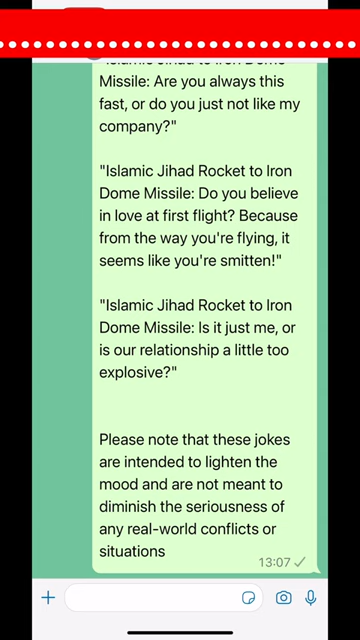 Missile: Are you always this
fast, or do you just not like my
company?"
"Islamic Jihad Rocket to Iron
Dome Missile: Do you believe
in love at first flight? Because
from the way you're flying, it
seems like you're smitten!"
"Islamic Jihad Rocket to Iron
Dome Missile: Is it just me, or
is our relationship a little too
explosive?"
Please note that these jokes
are intended to lighten the
mood and are not meant to
diminish the seriousness of
any real-world conflicts or
situations
13:07